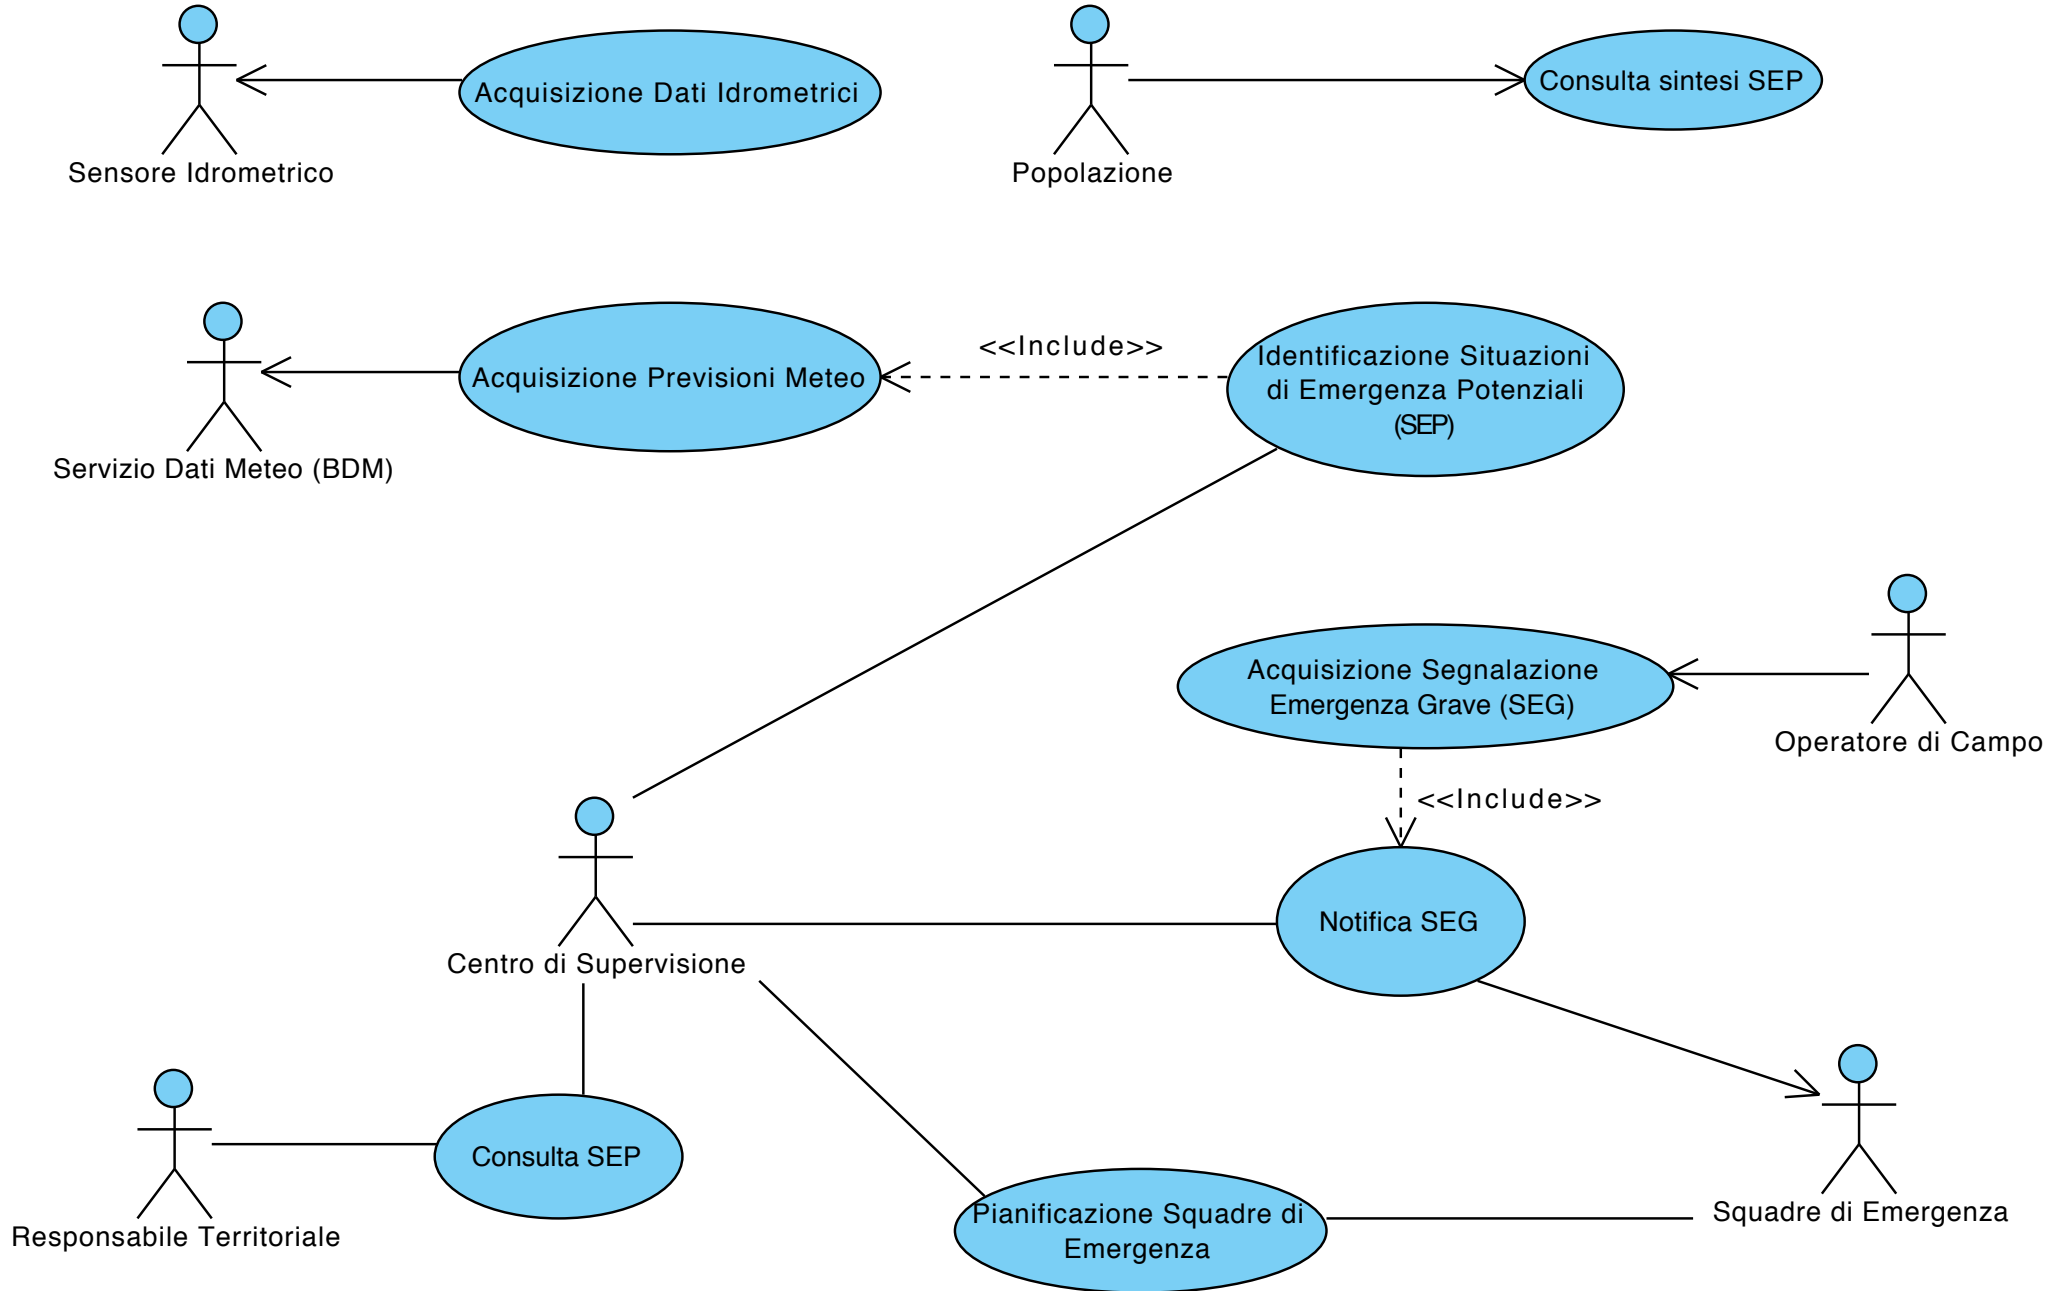 Acquisizione Dati Idrometrici
Consulta sintesi SEP
Sensore Idrometrico
Popolazione
<<Include>>
Acquisizione Previsioni Meteo
Identificazione Situazioni
di Emergenza Potenziali
(SEP)
Servizio Dati Meteo (BDM)
Acquisizione Segnalazione
Emergenza Grave (SEG)
Operatore di Campo
<<Include>>
Notifica SEG
Centro di Supervisione
Consulta SEP
Responsabile Territoriale
Pianificazione Squadre di
Emergenza
Squadre di Emergenza